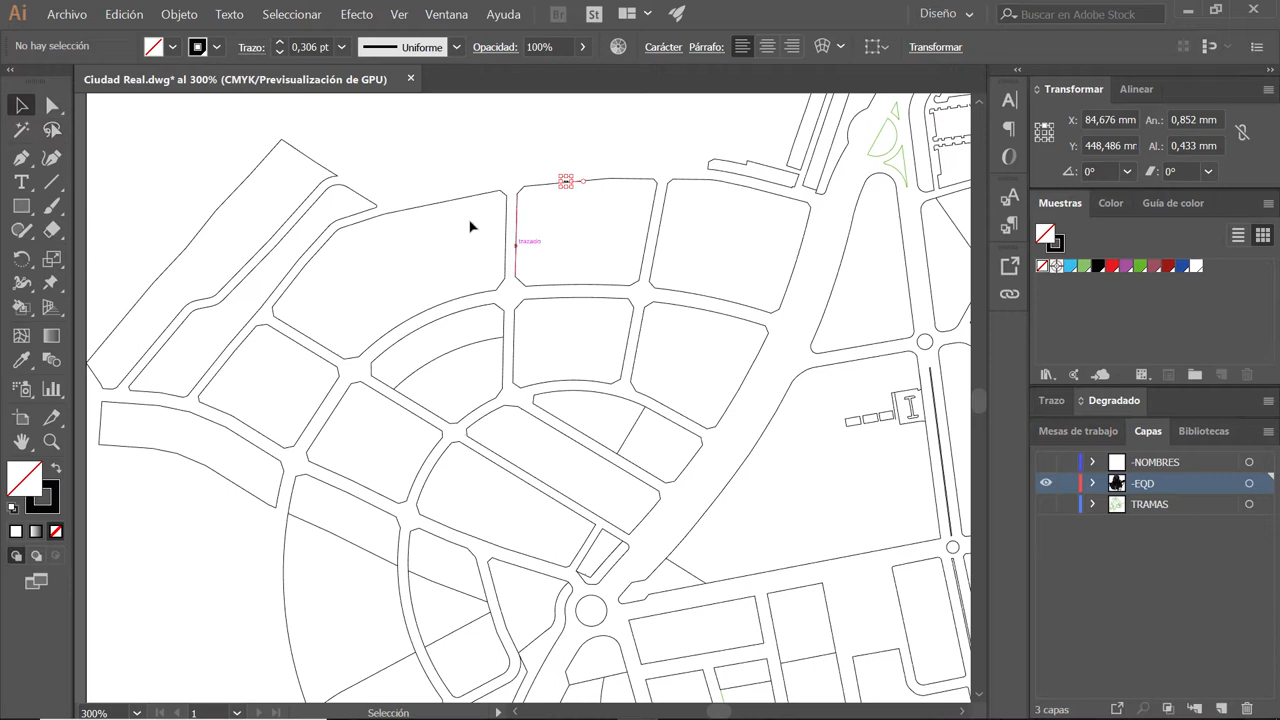 Ai Archivo Edición Objeto Texto Seleccionar Efecto Ver Ventana Ayuda Br St Diseño Buscar en Adobe Stock
No hay selección Trazo: 0,306 pt Uniforme Opacidad: 100% Carácter Párrafo: Transformar
Ciudad Real.dwg* al 300% (CMYK/Previsualización de GPU)
Transformar Alinear
X: 84,676 mm An.: 0,852 mm
Y: 448,486 mm Al.: 0,433 mm
0° 0°
Muestras Color Guía de color
trazado
Trazo Degradado
Mesas de trabajo Capas Bibliotecas
-NOMBRES
-EQD
TRAMAS
300% 1 Selección
3 capas